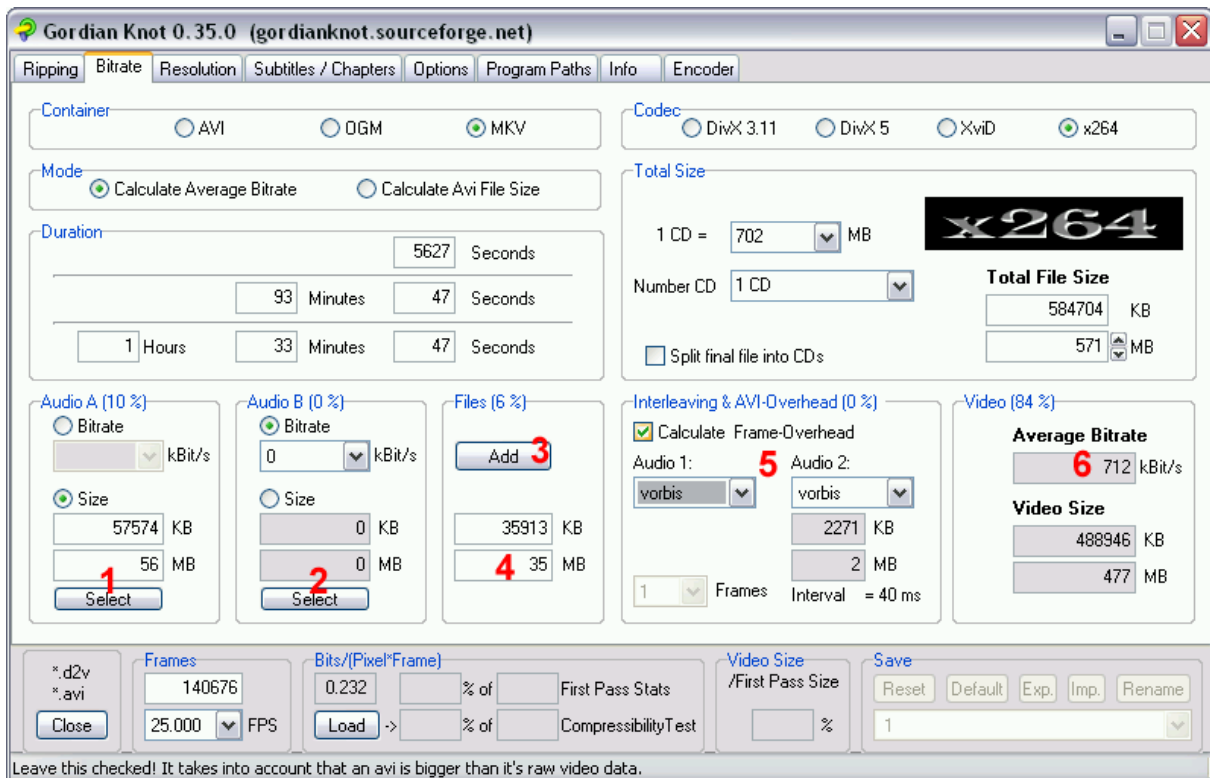 Gordian Knot 0.35.0 (gordianknot.sourceforge.net)
Ripping Bitrate Resolution Subtitles / Chapters Options Program Paths Info Encoder
Container
AVI OGM MKV
Codec
DivX 3.11 DivX 5 XviD x264
Mode
Calculate Average Bitrate Calculate Avi File Size
Duration
5627 Seconds
93 Minutes 47 Seconds
1 Hours 33 Minutes 47 Seconds
Total Size
1 CD = 702 MB
x264
Number CD 1 CD
Split final file into CDs
Total File Size
584704 KB
571 MB
Audio A (10 %)
Bitrate
kBit/s
Size
57574 KB
56 MB
1
Select
Audio B (0 %)
Bitrate
0 kBit/s
Size
0 KB
0 MB
2
Select
Files (6 %)
Add 3
35913 KB
4 35 MB
Interleaving & AVI-Overhead (0 %)
Calculate Frame-Overhead
Audio 1: 5 Audio 2:
vorbis vorbis
2271 KB
2 MB
1 Frames Interval = 40 ms
Video (84 %)
Average Bitrate
6 712 kBit/s
Video Size
488946 KB
477 MB
*.d2v
*.avi
Close
Frames
140676
25.000 FPS
Bits/(Pixel*Frame)
0.232 % of First Pass Stats
Load -> % of CompressibilityTest
Video Size
/First Pass Size
%
Save
Reset Default Exp. Imp. Rename
1
Leave this checked! It takes into account that an avi is bigger than it's raw video data.